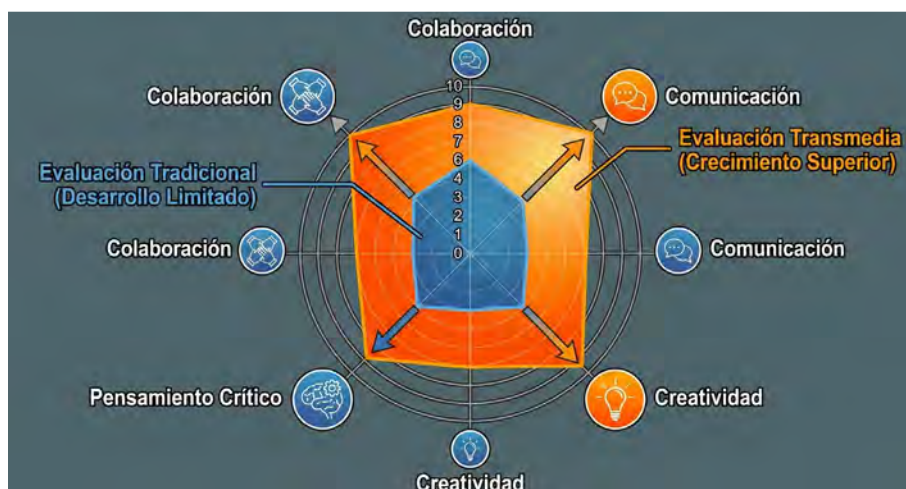 Colaboración
Colaboración
Comunicación
10
9
8
7
6
4
3
2
1
0
Evaluación Tradicional
(Desarrollo Limitado)
Evaluación Transmedia
(Crecimiento Superior)
Colaboración
Comunicación
Pensamiento Crítico
Creatividad
Creatividad